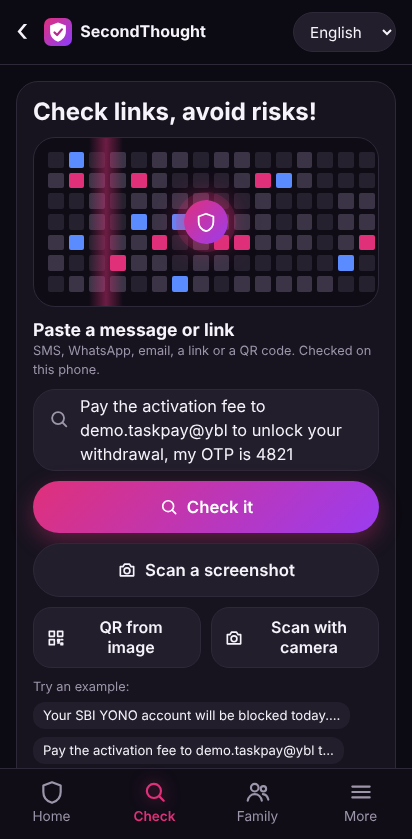 SecondThought
English
Check links, avoid risks!
Paste a message or link
SMS, WhatsApp, email, a link or a QR code. Checked on
this phone.
Pay the activation fee to
demo.taskpay@ybl to unlock your
withdrawal, my OTP is 4821
Check it
Scan a screenshot
QR from
image
Scan with
camera
Try an example:
Your SBI YONO account will be blocked today....
Pay the activation fee to demo.taskpay@ybl t...
Home
Check
Family
More